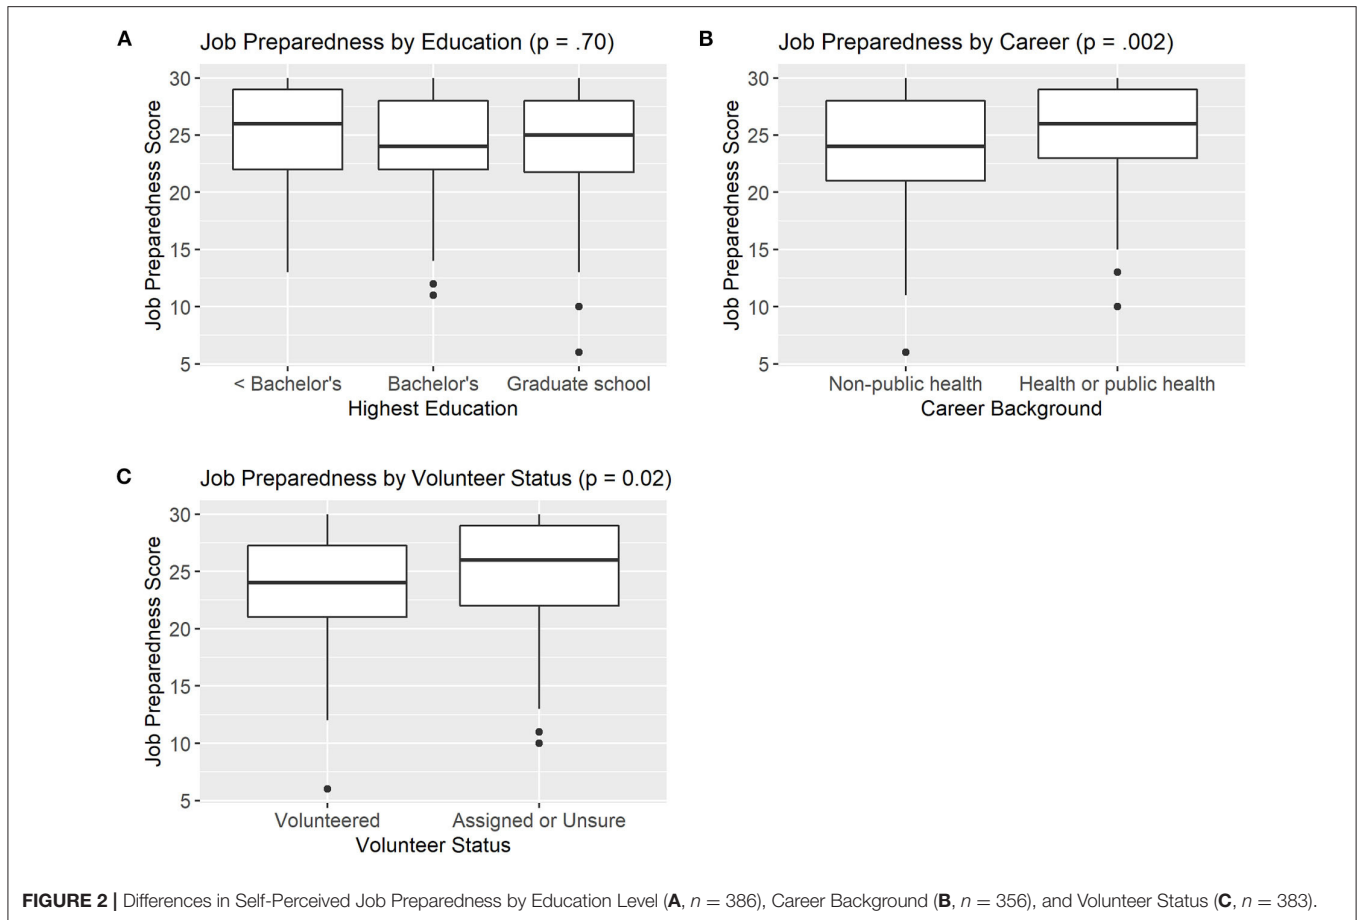 A
Job Preparedness by Education (p = .70)
Job Preparedness Score
30
25
20
15
10
5
< Bachelor's Bachelor's Graduate school
Highest Education
B
Job Preparedness by Career (p = .002)
Job Preparedness Score
30
25
20
15
10
5
Non-public health Health or public health
Career Background
C
Job Preparedness by Volunteer Status (p = 0.02)
Job Preparedness Score
30
25
20
15
10
5
Volunteered Assigned or Unsure
Volunteer Status
FIGURE 2 | Differences in Self-Perceived Job Preparedness by Education Level (A, n = 386), Career Background (B, n = 356), and Volunteer Status (C, n = 383).